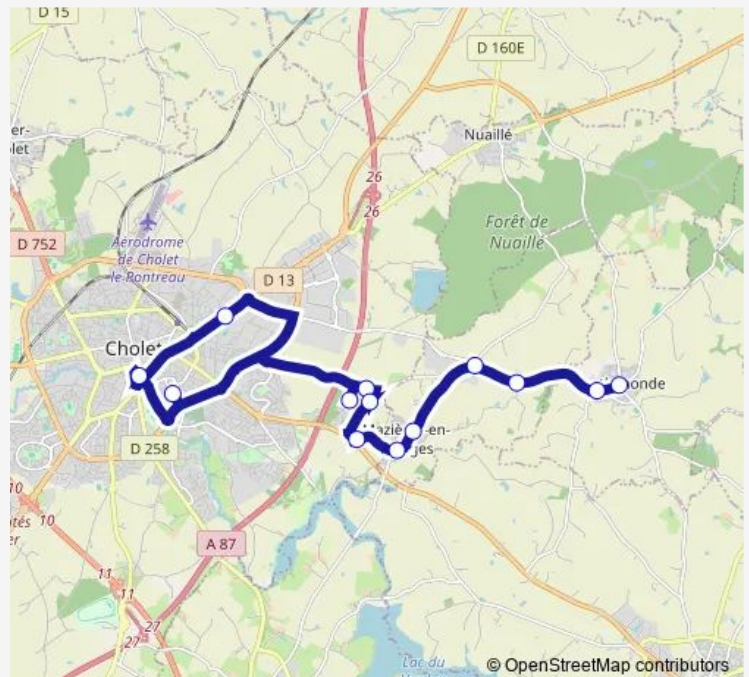 D 15
D 160E
Nuaillé
26
26
Forêt de
Nuaillé
D 752
Aérodrome
de Cholet
le Pontreau
D 13
Cholet
D 258
10
10
A 87
11
11
27
27
© OpenStreetMap contributors